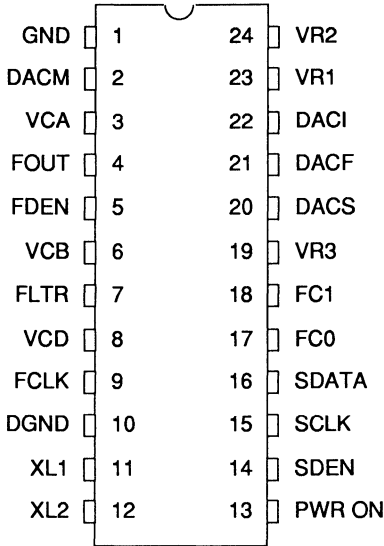 GND 1 24 VR2
DACM 2 23 VR1
VCA 3 22 DACI
FOUT 4 21 DACF
FDEN 5 20 DACS
VCB 6 19 VR3
FLTR 7 18 FC1
VCD 8 17 FC0
FCLK 9 16 SDATA
DGND 10 15 SCLK
XL1 11 14 SDEN
XL2 12 13 PWR ON